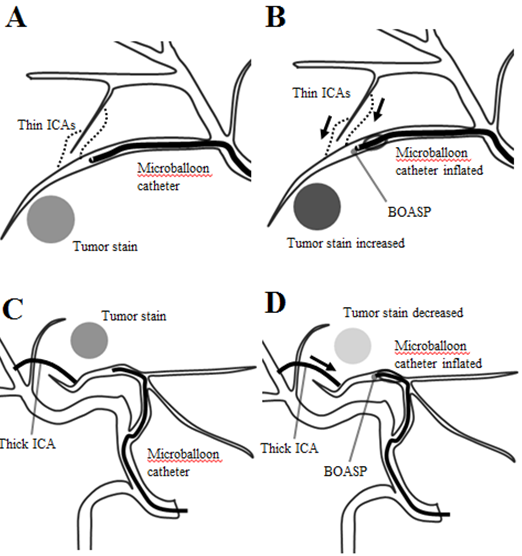 A
Thin ICAs
Microballoon
catheter
Tumor stain
B
Thin ICAs
Microballoon
catheter inflated
BOASP
Tumor stain increased
C
Tumor stain
Thick ICA
Microballoon
catheter
D
Tumor stain decreased
Microballoon
catheter inflated
Thick ICA
BOASP